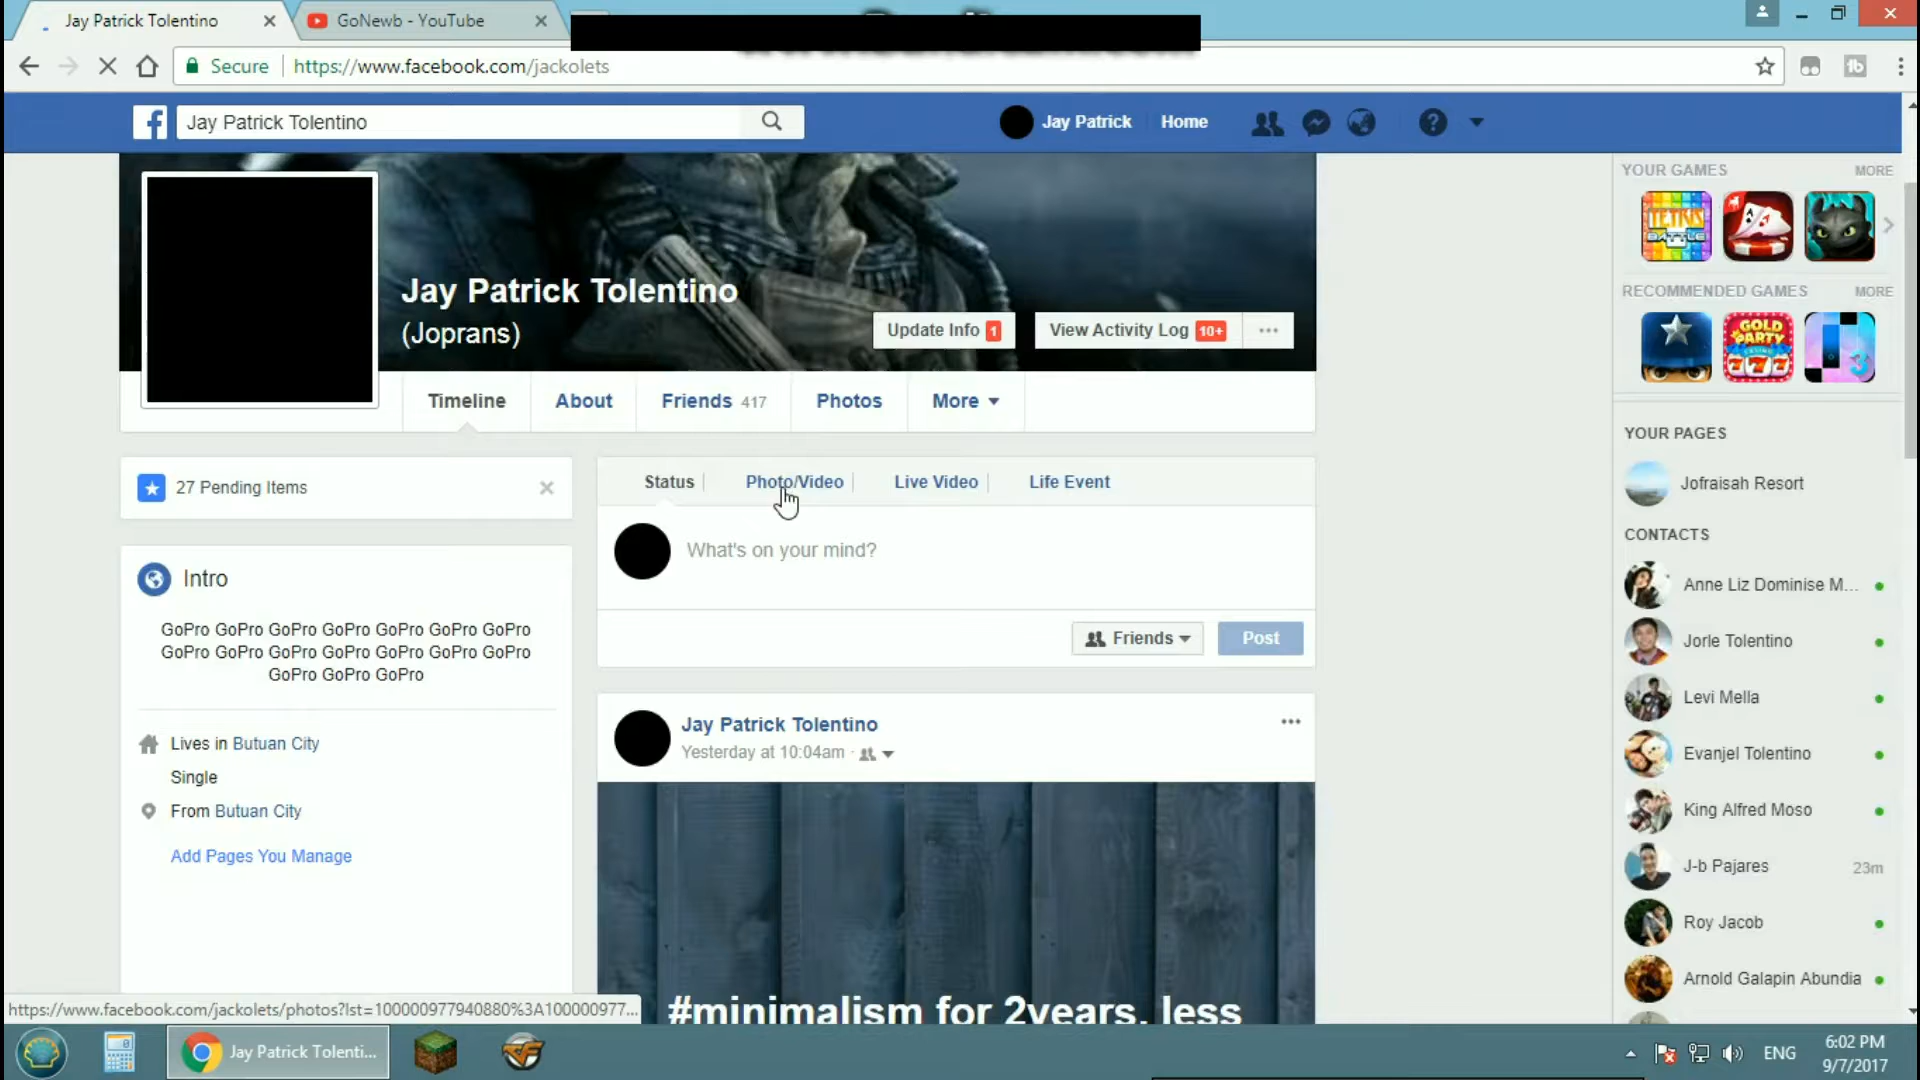 Jay Patrick Tolentino
GoNewb - YouTube
Secure
https://www.facebook.com/jackolets
Jay Patrick Tolentino
Jay Patrick
Home
Jay Patrick Tolentino
(Joprans)
Update Info 1
View Activity Log 10+
Timeline
About
Friends 417
Photos
More
27 Pending Items
Intro
GoPro GoPro GoPro GoPro GoPro GoPro GoPro
GoPro GoPro GoPro GoPro GoPro GoPro GoPro
GoPro GoPro GoPro
Lives in Butuan City
Single
From Butuan City
Add Pages You Manage
Status
Photo/Video
Live Video
Life Event
What's on your mind?
Friends
Post
Jay Patrick Tolentino
Yesterday at 10:04am
#minimalism for 2years, less
YOUR GAMES
MORE
TETRIS
BATTLE
RECOMMENDED GAMES
MORE
GOLD
PARTY
CASINO
777
3
YOUR PAGES
Jofraisah Resort
CONTACTS
Anne Liz Dominise M...
Jorle Tolentino
Levi Mella
Evanjel Tolentino
King Alfred Moso
J-b Pajares
23m
Roy Jacob
Arnold Galapin Abundia
https://www.facebook.com/jackolets/photos?lst=100000977940880%3A100000977...
Jay Patrick Tolenti...
ENG
6:02 PM
9/7/2017